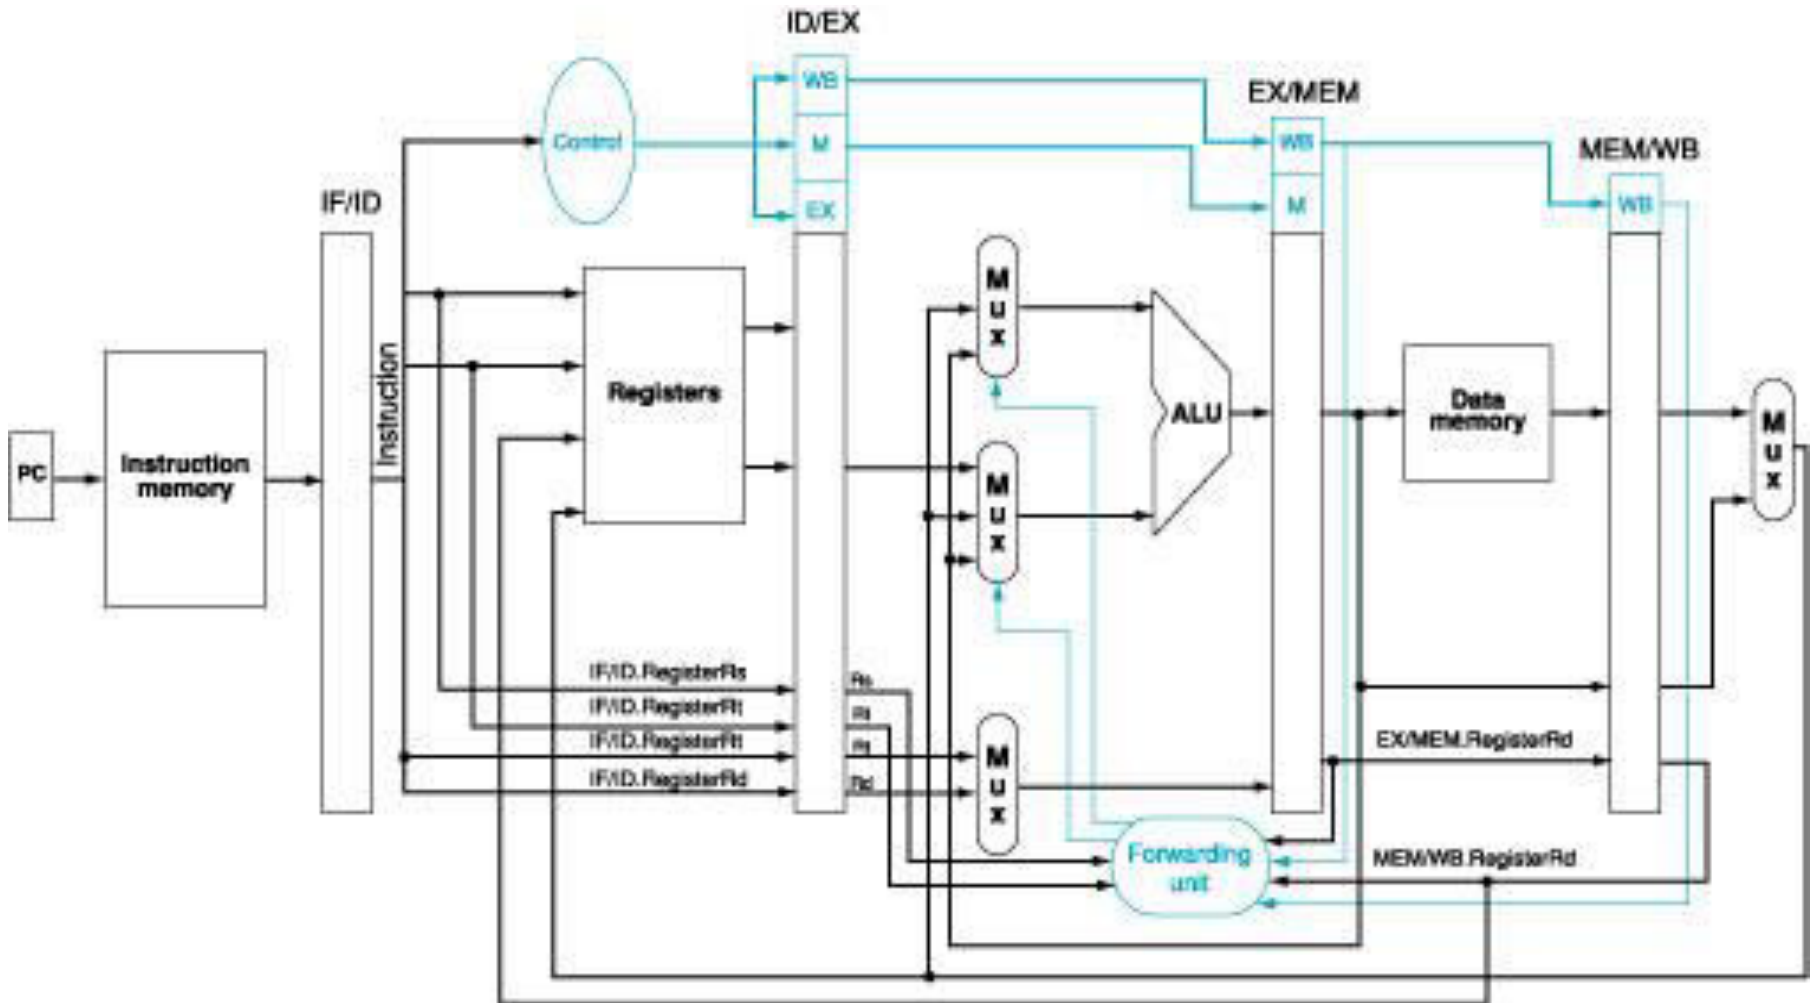 ID/EX
WB
EX/MEM
Control
M
WB
MEM/WB
IF/ID
EX
M
WB
M
u
x
Registers
Instruction
ALU
Data
memory
M
u
x
PC
Instruction
memory
M
u
x
IF/ID.RegisterRs
Rs
IF/ID.RegisterRt
Rt
IF/ID.RegisterRt
Rt
IF/ID.RegisterRd
Rd
M
u
x
EX/MEM.RegisterRd
Forwarding
unit
MEM/WB.RegisterRd